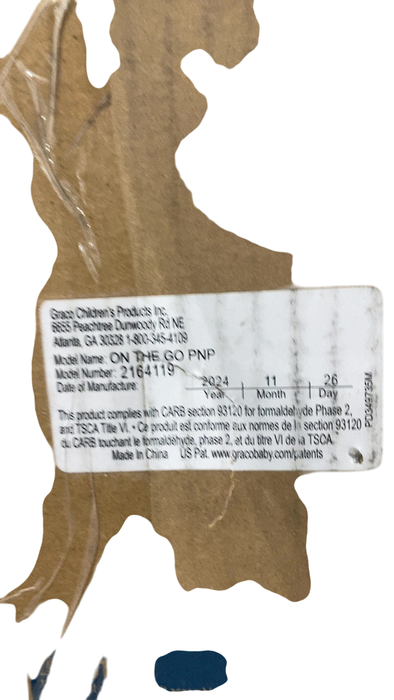 Graco Children's Products Inc.
6655 Peachtree Dunwoody Rd NE
Atlanta, GA 30328 1-800-345-4109
Model Name: ON THE GO PNP
Model Number: 2164119
Date of Manufacture: 2024 | 11 | 26
Year Month Day
This product complies with CARB section 93120 for formaldehyde Phase 2,
and TSCA Title VI. • Ce produit est conforme aux normes de la section 93120
du CARB touchant le formaldéhyde, phase 2, et du titre VI de la TSCA.
Made in China US Pat. www.gracobaby.com/patents
PD349735M